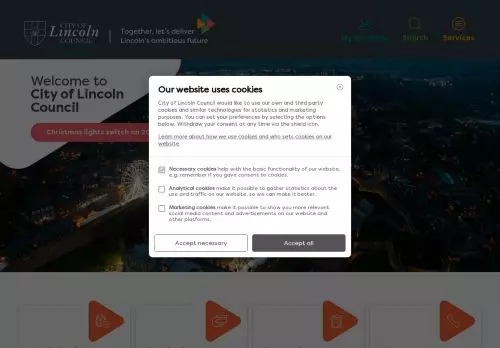 CITY OF
Lincoln
COUNCIL
Together, let's deliver
Lincoln's ambitious future
Search
Services
Welcome to
City of Lincoln
Council
Christmas lights switch on
Our website uses cookies
City of Lincoln Council would like to use our own and third party
cookies and similar technologies for statistics and marketing
purposes. You can set your preferences by selecting the options
below. Withdraw your consent at any time via the shield icon.
Learn more about how we use cookies and who sets cookies on our
website
Necessary cookies help with the basic functionality of our website,
e.g. remember if you gave consent to cookies.
Analytical cookies make it possible to gather statistics about the
use and traffic on our website, so we can make it better.
Marketing cookies make it possible to show you more relevant
social media content and advertisements on our website and
other platforms.
Accept necessary
Accept all